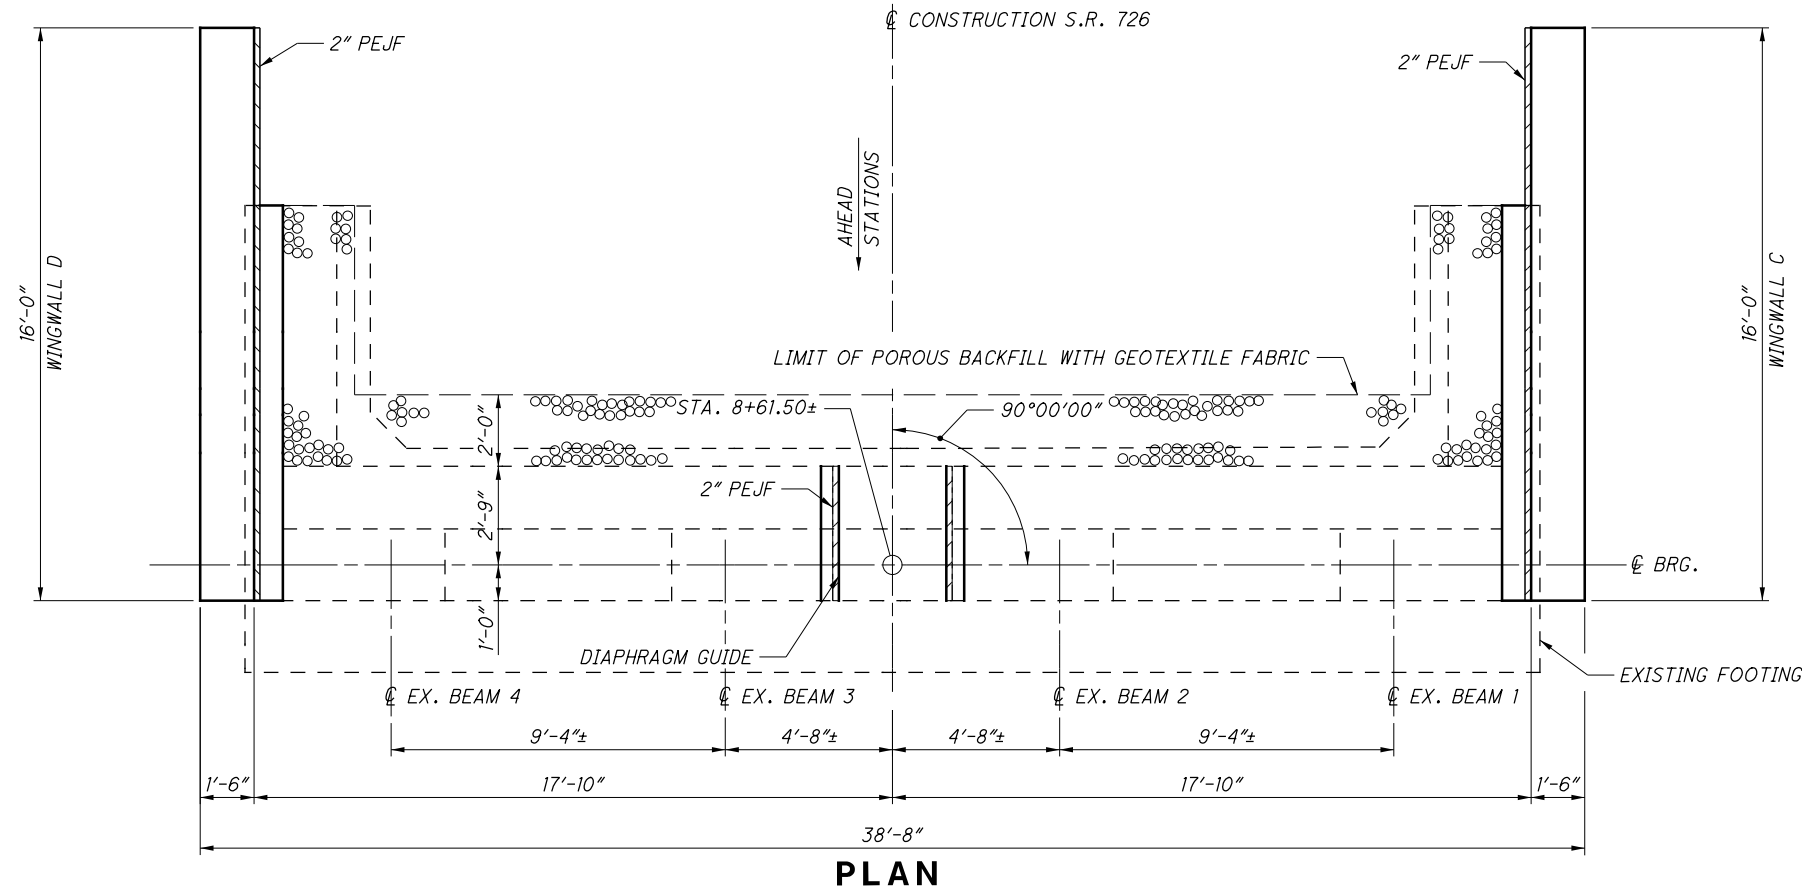 ℄ CONSTRUCTION S.R. 726
2" PEJF
2" PEJF
AHEAD
STATIONS
16'-0"
WINGWALL D
16'-0"
WINGWALL C
LIMIT OF POROUS BACKFILL WITH GEOTEXTILE FABRIC
STA. 8+61.50±
90°00'00"
2'-0"
2" PEJF
2'-9"
℄ BRG.
1'-0"
DIAPHRAGM GUIDE
EXISTING FOOTING
℄ EX. BEAM 4
℄ EX. BEAM 3
℄ EX. BEAM 2
℄ EX. BEAM 1
9'-4"±
4'-8"±
4'-8"±
9'-4"±
1'-6"
17'-10"
17'-10"
1'-6"
38'-8"
PLAN